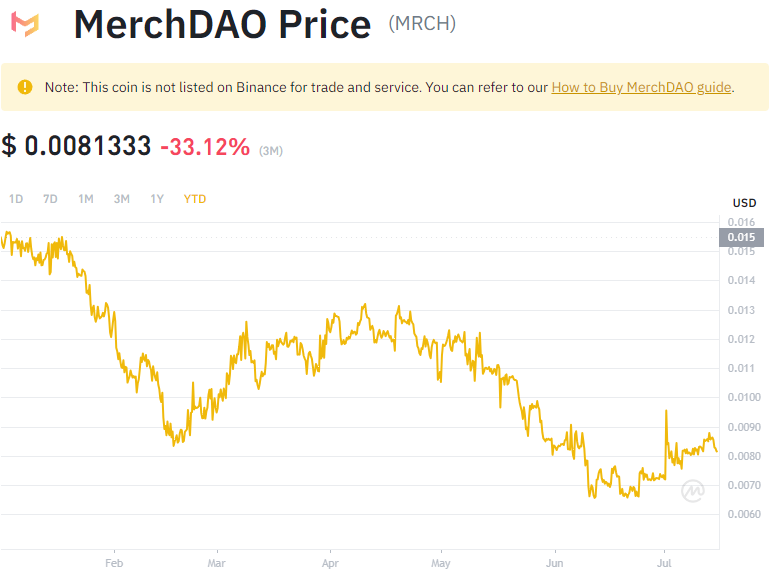 MerchDAO Price (MRCH)
Note: This coin is not listed on Binance for trade and service. You can refer to our How to Buy MerchDAO guide.
$ 0.0081333 -33.12% (3M)
1D 7D 1M 3M 1Y YTD
USD
0.016
0.015
0.015
0.014
0.013
0.012
0.011
0.0100
0.0090
0.0080
0.0070
0.0060
Feb Mar Apr May Jun Jul